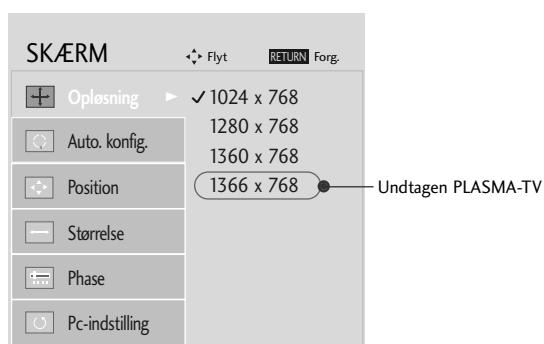 SKÆRM
Flyt RETURN Forg.
Opløsning
1024 x 768
1280 x 768
1360 x 768
1366 x 768
Undtagen PLASMA-TV
Auto. konfig.
Position
Størrelse
Phase
Pc-indstilling